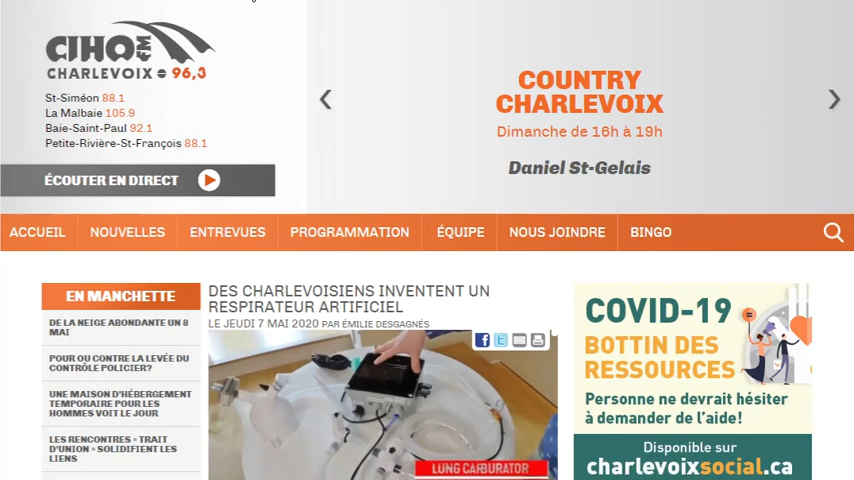 CIHO FM
CHARLEVOIX 96,3
St-Siméon 88.1
La Malbaie 105.9
Baie-Saint-Paul 92.1
Petite-Rivière-St-François 88.1
ÉCOUTER EN DIRECT
COUNTRY
CHARLEVOIX
Dimanche de 16h à 19h
Daniel St-Gelais
ACCUEIL NOUVELLES ENTREVUES PROGRAMMATION ÉQUIPE NOUS JOINDRE BINGO
EN MANCHETTE
DE LA NEIGE ABONDANTE UN 8
MAI
POUR OU CONTRE LA LEVÉE DU
CONTRÔLE POLICIER?
UNE MAISON D'HÉBERGEMENT
TEMPORAIRE POUR LES
HOMMES VOIT LE JOUR
LES RENCONTRES « TRAIT
D'UNION » SOLIDIFIENT LES
LIENS
DES CHARLEVOISIENS INVENTENT UN
RESPIRATEUR ARTIFICIEL
LE JEUDI 7 MAI 2020 PAR ÉMILIE DESGAGNÉS
LUNG CARBURATOR
COVID-19
BOTTIN DES
RESSOURCES
Personne ne devrait hésiter
à demander de l'aide!
Disponible sur
charlevoixsocial.ca